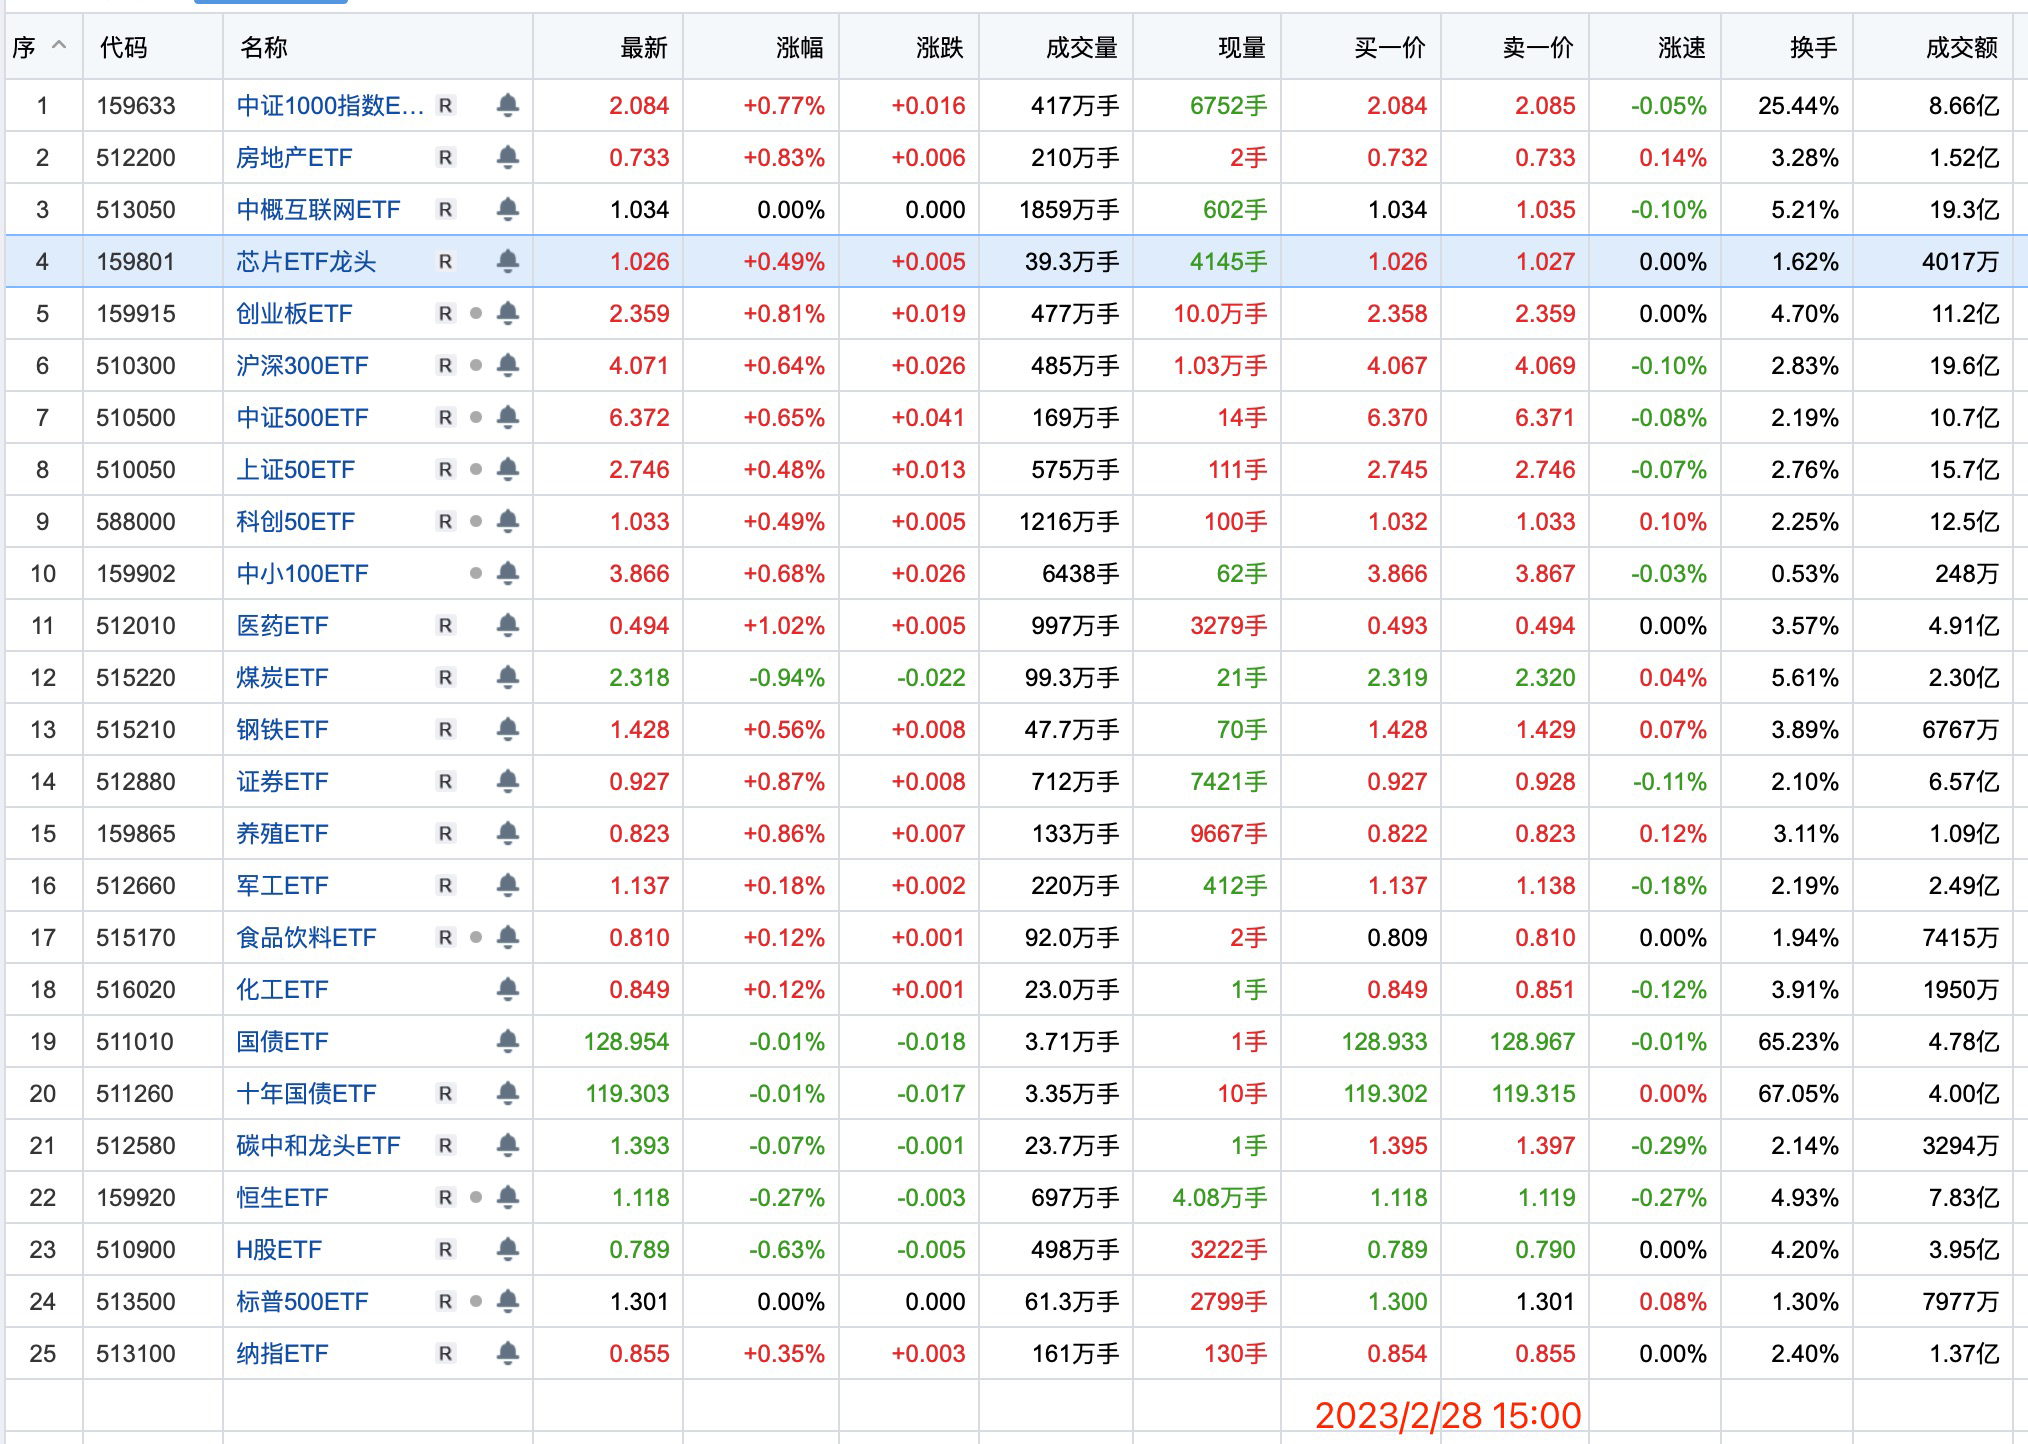 序 代码 名称 最新 涨幅 涨跌 成交量 现量 买一价 卖一价 涨速 换手 成交额
1 159633 中证1000指数E... R 2.084 +0.77% +0.016 417万手 6752手 2.084 2.085 -0.05% 25.44% 8.66亿
2 512200 房地产ETF R 0.733 +0.83% +0.006 210万手 2手 0.732 0.733 0.14% 3.28% 1.52亿
3 513050 中概互联网ETF R 1.034 0.00% 0.000 1859万手 602手 1.034 1.035 -0.10% 5.21% 19.3亿
4 159801 芯片ETF龙头 R 1.026 +0.49% +0.005 39.3万手 4145手 1.026 1.027 0.00% 1.62% 4017万
5 159915 创业板ETF R 2.359 +0.81% +0.019 477万手 10.0万手 2.358 2.359 0.00% 4.70% 11.2亿
6 510300 沪深300ETF R 4.071 +0.64% +0.026 485万手 1.03万手 4.067 4.069 -0.10% 2.83% 19.6亿
7 510500 中证500ETF R 6.372 +0.65% +0.041 169万手 14手 6.370 6.371 -0.08% 2.19% 10.7亿
8 510050 上证50ETF R 2.746 +0.48% +0.013 575万手 111手 2.745 2.746 -0.07% 2.76% 15.7亿
9 588000 科创50ETF R 1.033 +0.49% +0.005 1216万手 100手 1.032 1.033 0.10% 2.25% 12.5亿
10 159902 中小100ETF 3.866 +0.68% +0.026 6438手 62手 3.866 3.867 -0.03% 0.53% 248万
11 512010 医药ETF R 0.494 +1.02% +0.005 997万手 3279手 0.493 0.494 0.00% 3.57% 4.91亿
12 515220 煤炭ETF R 2.318 -0.94% -0.022 99.3万手 21手 2.319 2.320 0.04% 5.61% 2.30亿
13 515210 钢铁ETF R 1.428 +0.56% +0.008 47.7万手 70手 1.428 1.429 0.07% 3.89% 6767万
14 512880 证券ETF R 0.927 +0.87% +0.008 712万手 7421手 0.927 0.928 -0.11% 2.10% 6.57亿
15 159865 养殖ETF R 0.823 +0.86% +0.007 133万手 9667手 0.822 0.823 0.12% 3.11% 1.09亿
16 512660 军工ETF R 1.137 +0.18% +0.002 220万手 412手 1.137 1.138 -0.18% 2.19% 2.49亿
17 515170 食品饮料ETF R 0.810 +0.12% +0.001 92.0万手 2手 0.809 0.810 0.00% 1.94% 7415万
18 516020 化工ETF 0.849 +0.12% +0.001 23.0万手 1手 0.849 0.851 -0.12% 3.91% 1950万
19 511010 国债ETF 128.954 -0.01% -0.018 3.71万手 1手 128.933 128.967 -0.01% 65.23% 4.78亿
20 511260 十年国债ETF R 119.303 -0.01% -0.017 3.35万手 10手 119.302 119.315 0.00% 67.05% 4.00亿
21 512580 碳中和龙头ETF R 1.393 -0.07% -0.001 23.7万手 1手 1.395 1.397 -0.29% 2.14% 3294万
22 159920 恒生ETF R 1.118 -0.27% -0.003 697万手 4.08万手 1.118 1.119 -0.27% 4.93% 7.83亿
23 510900 H股ETF R 0.789 -0.63% -0.005 498万手 3222手 0.789 0.790 0.00% 4.20% 3.95亿
24 513500 标普500ETF R 1.301 0.00% 0.000 61.3万手 2799手 1.300 1.301 0.08% 1.30% 7977万
25 513100 纳指ETF R 0.855 +0.35% +0.003 161万手 130手 0.854 0.855 0.00% 2.40% 1.37亿
2023/2/28 15:00